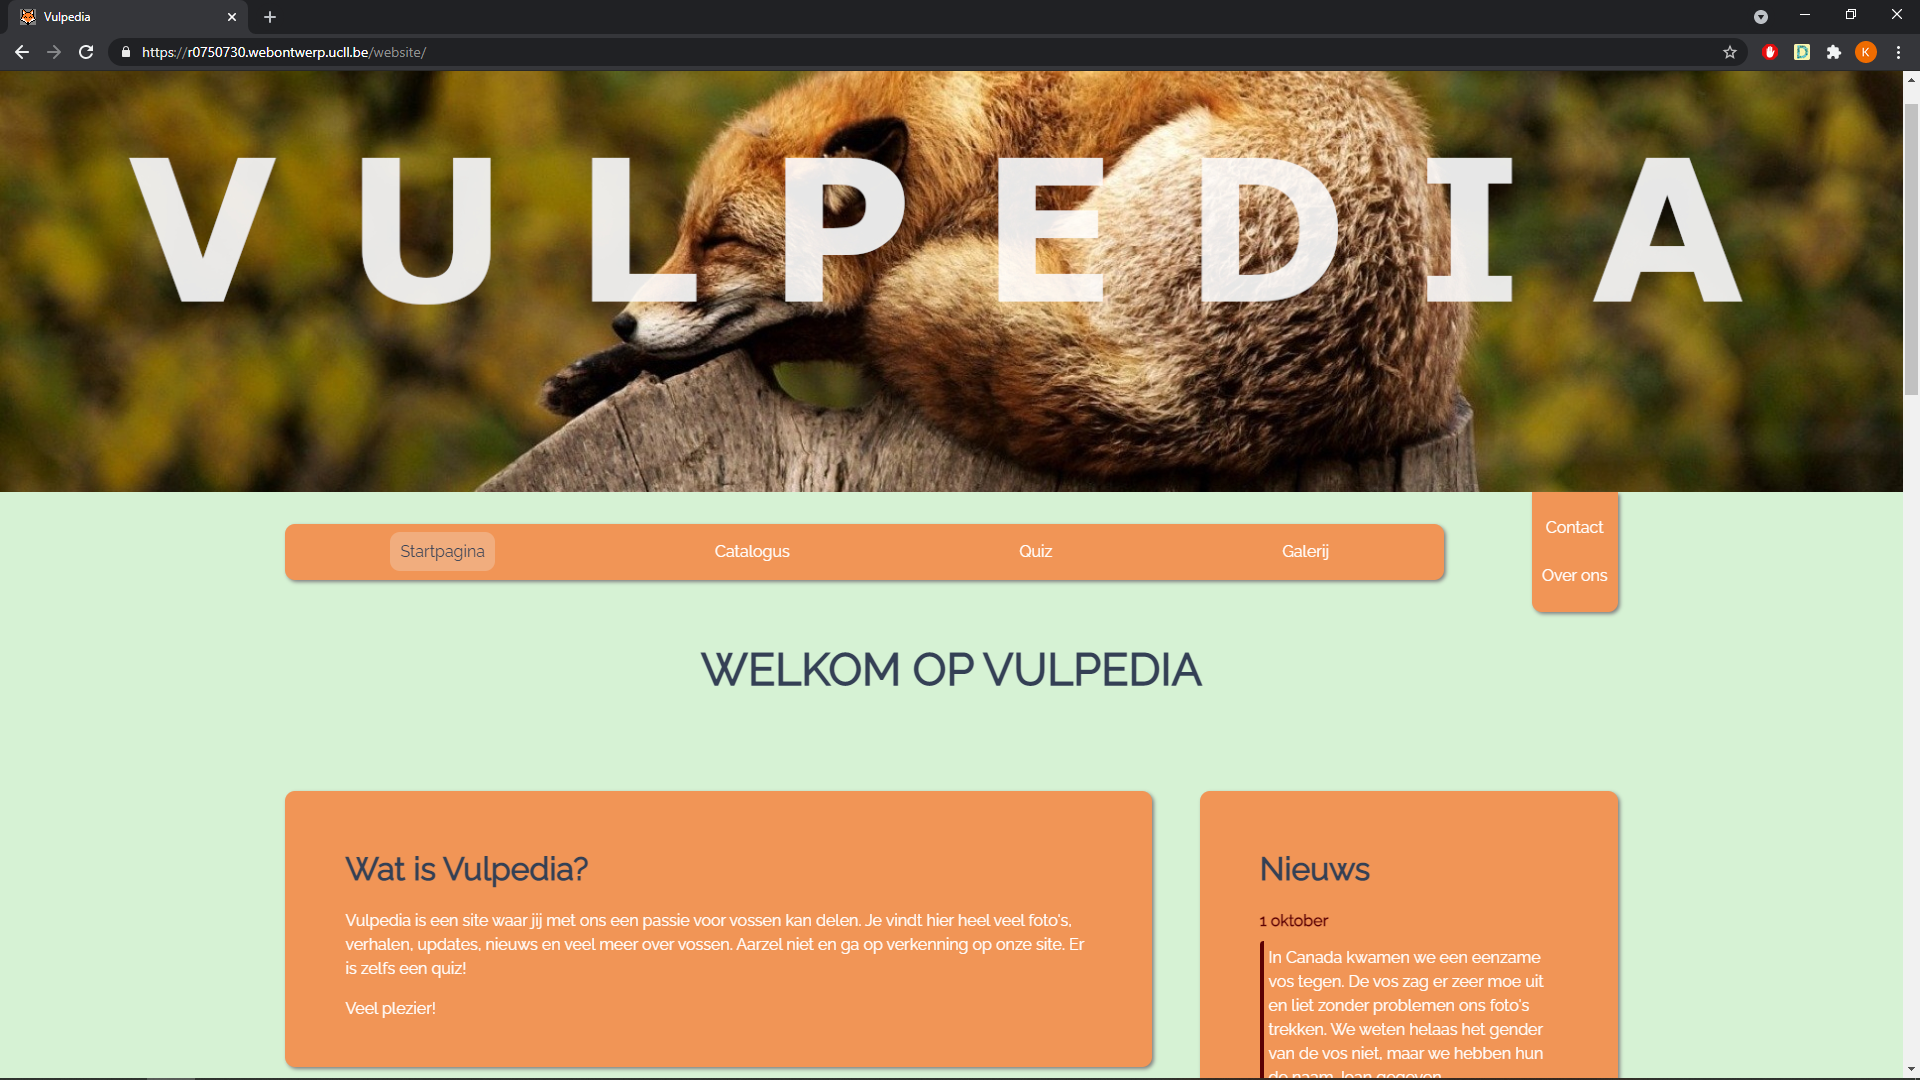 Vulpedia
https://r0750730.webontwerp.ucll.be/website/
K
VULPEDIA
Contact
Over ons
Startpagina
Catalogus
Quiz
Galerij
WELKOM OP VULPEDIA
Wat is Vulpedia?
Vulpedia is een site waar jij met ons een passie voor vossen kan delen. Je vindt hier heel veel foto's,
verhalen, updates, nieuws en veel meer over vossen. Aarzel niet en ga op verkenning op onze site. Er
is zelfs een quiz!
Veel plezier!
Nieuws
1 oktober
In Canada kwamen we een eenzame
vos tegen. De vos zag er zeer moe uit
en liet zonder problemen ons foto's
trekken. We weten helaas het gender
van de vos niet, maar we hebben hun
de naam Jean gegeven